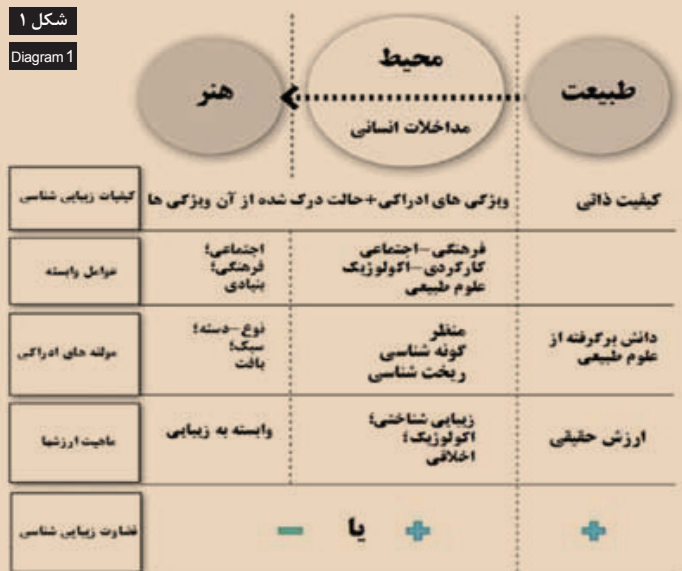 شکل ۱
Diagram 1
طبیعت
محیط
مداخلات انسانی
هنر
کیفیات زیبایی شناسی
کیفیت ذاتی
ویژگی های ادراکی+حالت درک شده از آن ویژگی ها
عوامل وابسته
فرهنگی-اجتماعی
کارکردی-اکولوژیک
علوم طبیعی
اجتماعی؛
فرهنگی؛
بنیادی
مولفه های ادراکی
دانش برگرفته از
علوم طبیعی
منظر
گونه شناسی
ریخت شناسی
نوع-دسته؛
سبک؛
بافت
ماهیت ارزشها
ارزش حقیقی
زیبایی شناختی؛
اکولوژیک؛
اخلاقی
وابسته به زیبایی
قضاوت زیبایی شناسی
+
+ یا -